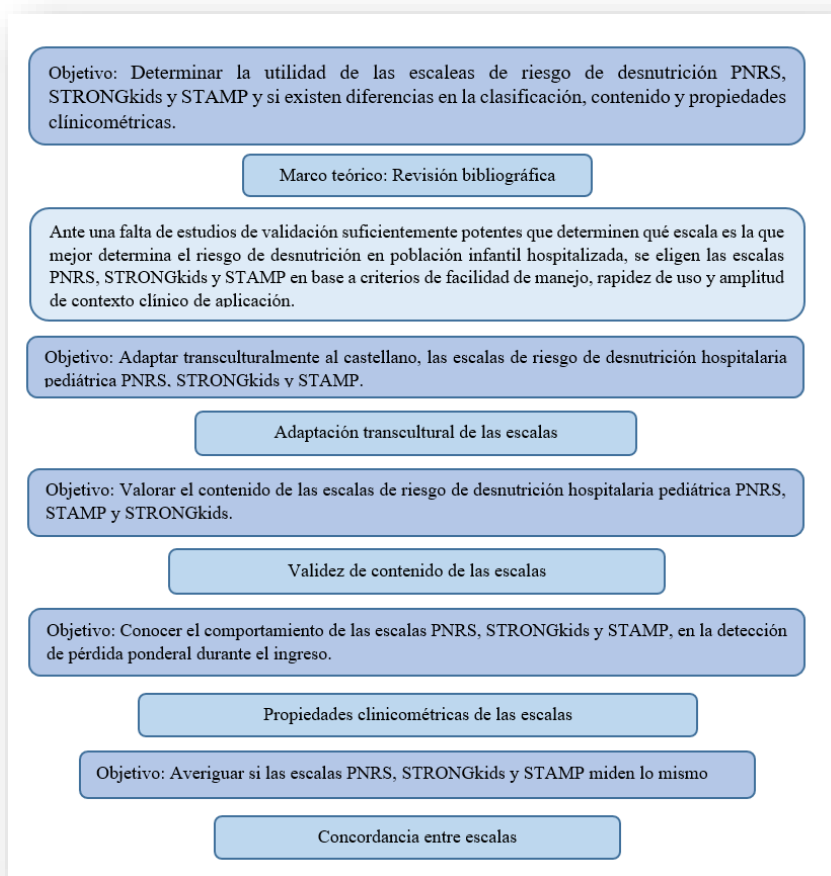 Objetivo: Determinar la utilidad de las escaleas de riesgo de desnutrición PNRS,
STRONGkids y STAMP y si existen diferencias en la clasificación, contenido y propiedades
clínicométricas.
Marco teórico: Revisión bibliográfica
Ante una falta de estudios de validación suficientemente potentes que determinen qué escala es la que
mejor determina el riesgo de desnutrición en población infantil hospitalizada, se eligen las escalas
PNRS, STRONGkids y STAMP en base a criterios de facilidad de manejo, rapidez de uso y amplitud
de contexto clínico de aplicación.
Objetivo: Adaptar transculturalmente al castellano, las escalas de riesgo de desnutrición hospitalaria
pediátrica PNRS, STRONGkids y STAMP.
Adaptación transcultural de las escalas
Objetivo: Valorar el contenido de las escalas de riesgo de desnutrición hospitalaria pediátrica PNRS,
STAMP y STRONGkids.
Validez de contenido de las escalas
Objetivo: Conocer el comportamiento de las escalas PNRS, STRONGkids y STAMP, en la detección
de pérdida ponderal durante el ingreso.
Propiedades clinicométricas de las escalas
Objetivo: Averiguar si las escalas PNRS, STRONGkids y STAMP miden lo mismo
Concordancia entre escalas